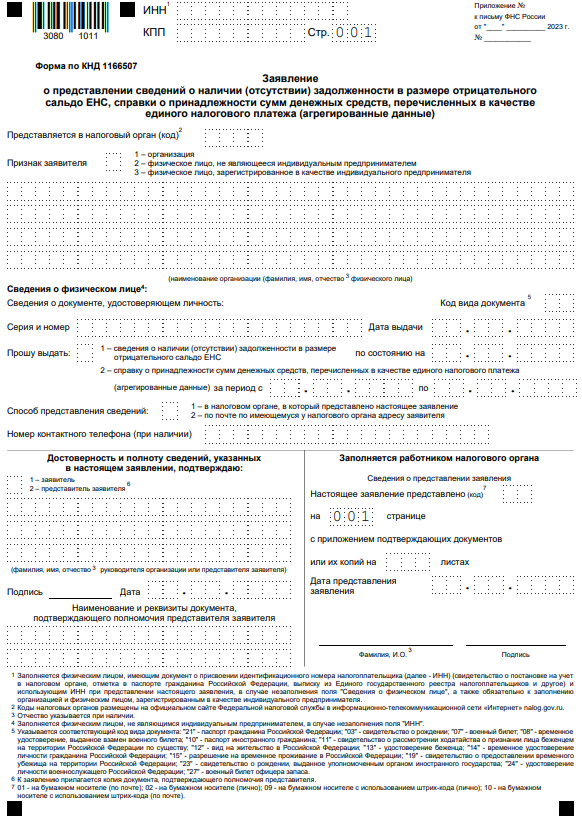 ИНН 1
КПП
Стр. 001
3080 1011
Приложение №
к письму ФНС России
от "____" __________ 2023 г.
№ ____________
Форма по КНД 1166507
Заявление
о представлении сведений о наличии (отсутствии) задолженности в размере отрицательного
сальдо ЕНС, справки о принадлежности сумм денежных средств, перечисленных в качестве
единого налогового платежа (агрегированные данные)
Представляется в налоговый орган (код) 2
Признак заявителя
1 – организация
2 – физическое лицо, не являющееся индивидуальным предпринимателем
3 – физическое лицо, зарегистрированное в качестве индивидуального предпринимателя
(наименование организации (фамилия, имя, отчество 3 физического лица)
Сведения о физическом лице 4:
Сведения о документе, удостоверяющем личность:
Код вида документа 5
Серия и номер
Дата выдачи . .
Прошу выдать:
1 – сведения о наличии (отсутствии) задолженности в размере
отрицательного сальдо ЕНС
по состоянию на . .
2 – справку о принадлежности сумм денежных средств, перечисленных в качестве единого налогового платежа
(агрегированные данные) за период с . . по . .
Способ представления сведений:
1 – в налоговом органе, в который представлено настоящее заявление
2 – по почте по имеющемуся у налогового органа адресу заявителя
Номер контактного телефона (при наличии)
Достоверность и полноту сведений, указанных
в настоящем заявлении, подтверждаю:
1 – заявитель
2 – представитель заявителя 6
(фамилия, имя, отчество 3 руководителя организации или представителя заявителя)
Подпись ____________ Дата . .
Наименование и реквизиты документа,
подтверждающего полномочия представителя заявителя
Заполняется работником налогового органа
Сведения о представлении заявления
Настоящее заявление представлено (код) 7
на 001 странице
с приложением подтверждающих документов
или их копий на листах
Дата представления
заявления . .
Фамилия, И.О. 3
Подпись
1 Заполняется физическим лицом, имеющим документ о присвоении идентификационного номера налогоплательщика (далее - ИНН) (свидетельство о постановке на учет
в налоговом органе, отметка в паспорте гражданина Российской Федерации, выписку из Единого государственного реестра налогоплательщиков и другое) и
использующим ИНН при представлении настоящего заявления, в случае незаполнения поля "Сведения о физическом лице", а также обязательно к заполнению
организацией и физическим лицом, зарегистрированным в качестве индивидуального предпринимателя.
2 Коды налоговых органов размещены на официальном сайте Федеральной налоговой службы в информационно-телекоммуникационной сети «Интернет» nalog.gov.ru.
3 Отчество указывается при наличии.
4 Заполняется физическим лицом, не являющимся индивидуальным предпринимателем, в случае незаполнения поля "ИНН".
5 Указывается соответствующий код вида документа: "21" - паспорт гражданина Российской Федерации; "03" - свидетельство о рождении; "07" - военный билет; "08" - временное
удостоверение, выданное взамен военного билета; "10" - паспорт иностранного гражданина; "11" - свидетельство о рассмотрении ходатайства о признании лица беженцем
на территории Российской Федерации по существу; "12" - вид на жительство в Российской Федерации; "13" - удостоверение беженца; "14" - временное удостоверение
личности гражданина Российской Федерации; "15" - разрешение на временное проживание в Российской Федерации; "19" - свидетельство о предоставлении временного
убежища на территории Российской Федерации; "23" - свидетельство о рождении, выданное уполномоченным органом иностранного государства; "24" - удостоверение
личности военнослужащего Российской Федерации; "27" - военный билет офицера запаса.
6 К заявлению прилагается копия документа, подтверждающего полномочия представителя.
7 01 - на бумажном носителе (по почте); 02 - на бумажном носителе (лично); 09 - на бумажном носителе с использованием штрих-кода (лично); 10 - на бумажном
носителе с использованием штрих-кода (по почте).